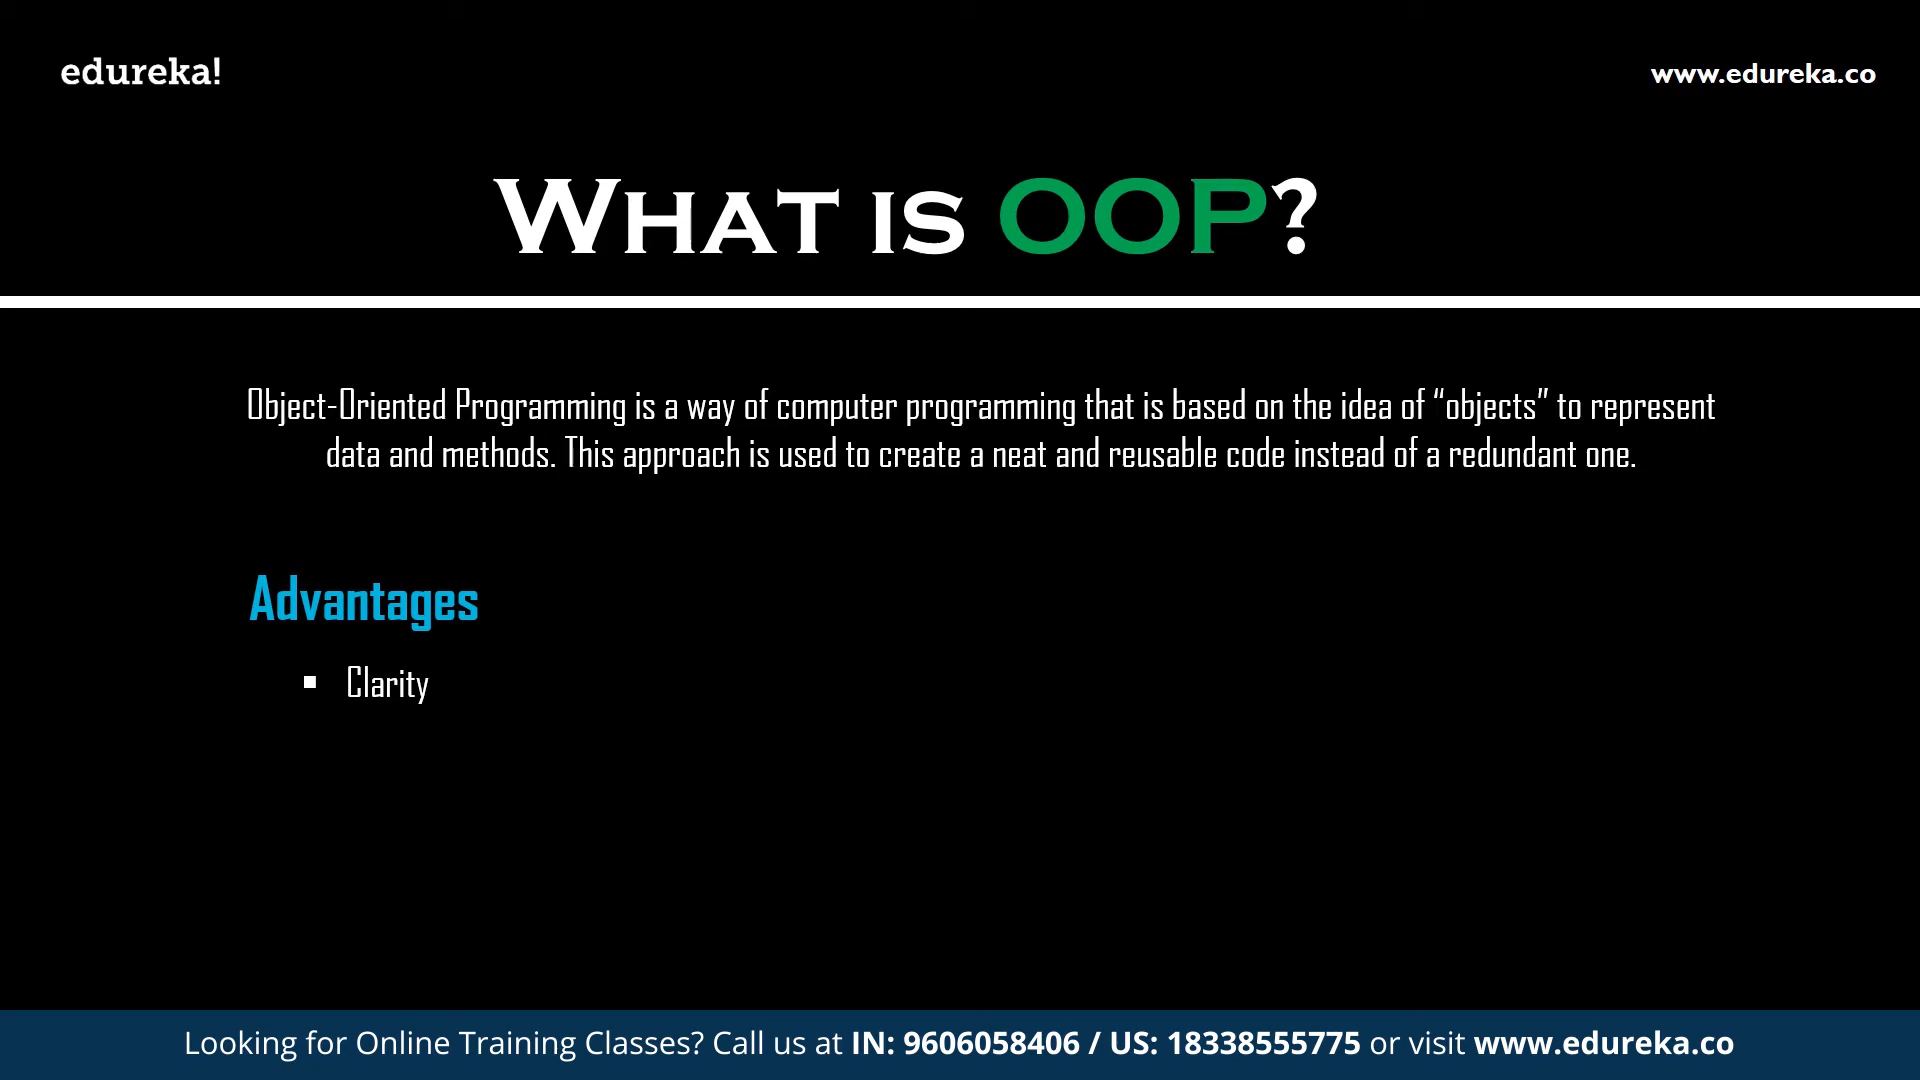 edureka!
www.edureka.co
What is OOP?
Object-Oriented Programming is a way of computer programming that is based on the idea of “objects” to represent
data and methods. This approach is used to create a neat and reusable code instead of a redundant one.
Advantages
▪ Clarity
Looking for Online Training Classes? Call us at IN: 9606058406 / US: 18338555775 or visit www.edureka.co